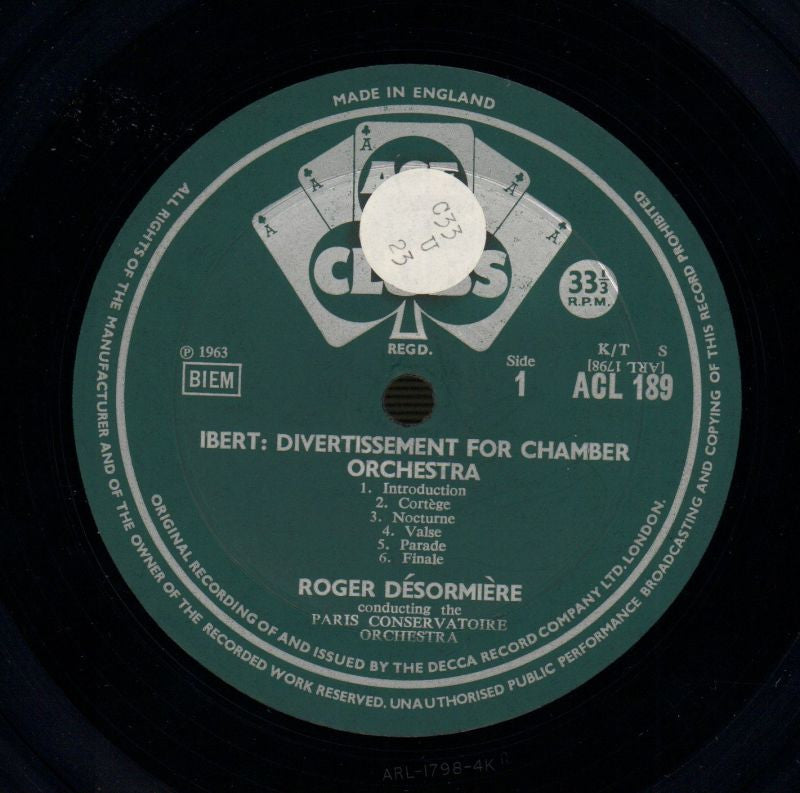 MADE IN ENGLAND
A
A
A
A
A
C33
U
23
33 1/3
R.P.M.
REGD.
℗ 1963
BIEM
Side
1
K/T S
[ARL 1798]
ACL 189
IBERT: DIVERTISSEMENT FOR CHAMBER
ORCHESTRA
1. Introduction
2. Cortège
3. Nocturne
4. Valse
5. Parade
6. Finale
ROGER DÉSORMIÈRE
conducting the
PARIS CONSERVATOIRE
ORCHESTRA
ORIGINAL RECORDING OF AND ISSUED BY THE DECCA RECORD COMPANY LTD. LONDON.
ALL RIGHTS OF THE MANUFACTURER AND OF THE OWNER OF THE RECORDED WORK RESERVED. UNAUTHORISED PUBLIC PERFORMANCE BROADCASTING AND COPYING OF THIS RECORD PROHIBITED
ARL-1798-4K